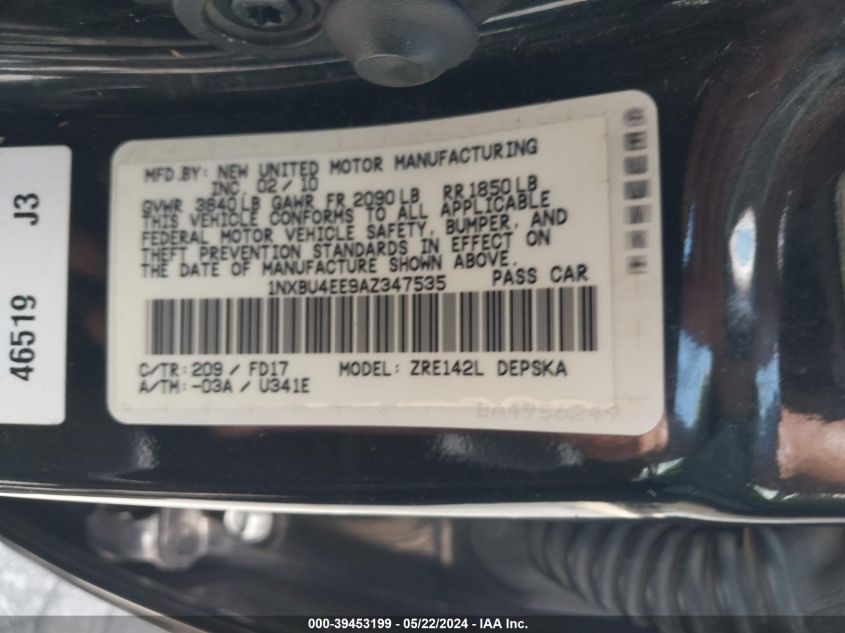 MFD.BY: NEW UNITED MOTOR MANUFACTURING
INC. 02/10
GVWR 3640LB GAWR FR 2090LB RR 1850LB
THIS VEHICLE CONFORMS TO ALL APPLICABLE
FEDERAL MOTOR VEHICLE SAFETY, BUMPER, AND
THEFT PREVENTION STANDARDS IN EFFECT ON
THE DATE OF MANUFACTURE SHOWN ABOVE.
1NXBU4EE9AZ347535 PASS CAR
C/TR: 209 / FD17 MODEL: ZRE142L DEPSKA
A/TM: -03A / U341E
BA4956249
46519 J3
000-39453199 - 05/22/2024 - IAA Inc.